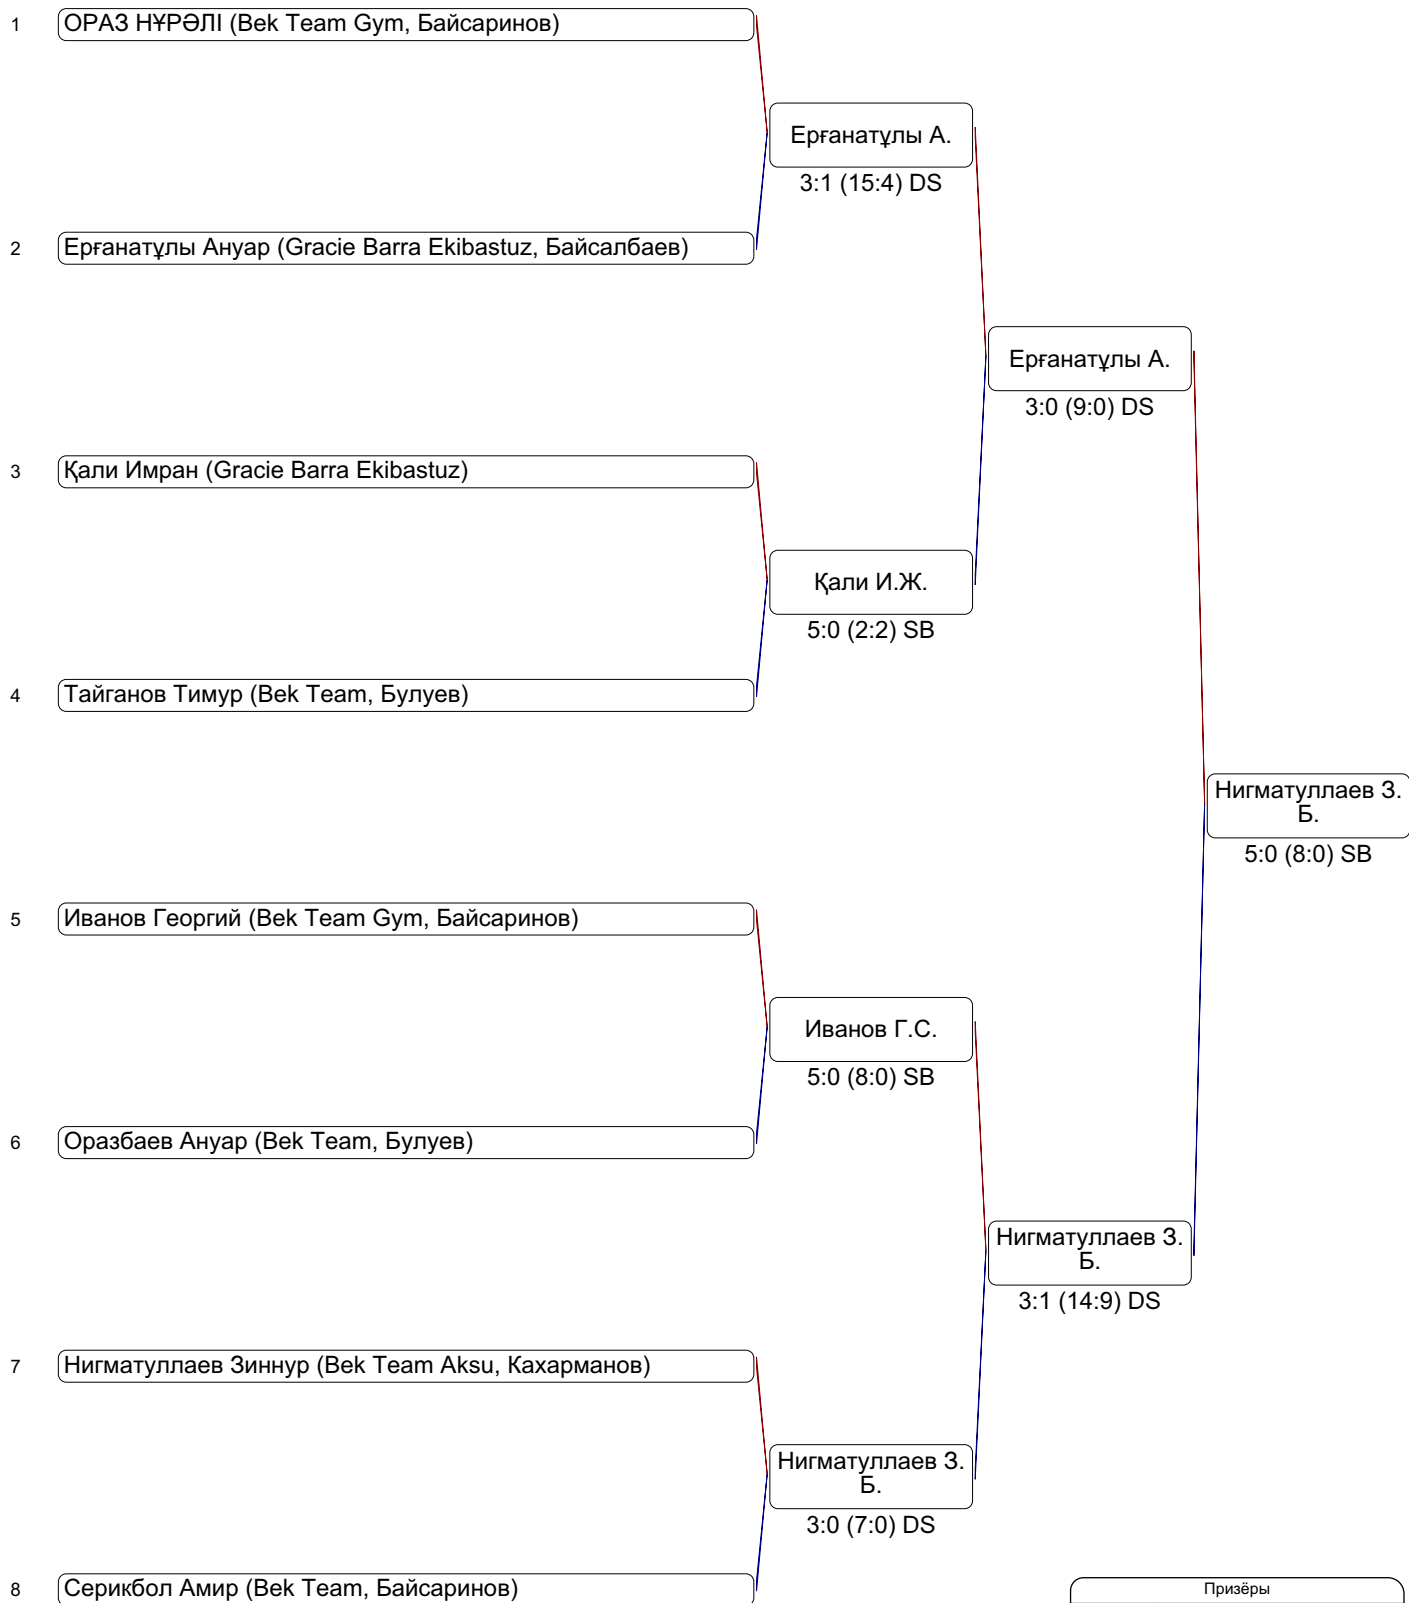 1 ОРАЗ НҰРӘЛІ (Bek Team Gym, Байсаринов)
Ерғанатұлы А.
3:1 (15:4) DS
2 Ерғанатұлы Ануар (Gracie Barra Ekibastuz, Байсалбаев)
Ерғанатұлы А.
3:0 (9:0) DS
3 Қали Имран (Gracie Barra Ekibastuz)
Қали И.Ж.
5:0 (2:2) SB
4 Тайганов Тимур (Bek Team, Булуев)
Нигматуллаев З.
Б.
5:0 (8:0) SB
5 Иванов Георгий (Bek Team Gym, Байсаринов)
Иванов Г.С.
5:0 (8:0) SB
6 Оразбаев Ануар (Bek Team, Булуев)
Нигматуллаев З.
Б.
3:1 (14:9) DS
7 Нигматуллаев Зиннур (Bek Team Aksu, Кахарманов)
Нигматуллаев З.
Б.
3:0 (7:0) DS
8 Серикбол Амир (Bek Team, Байсаринов)
Призёры